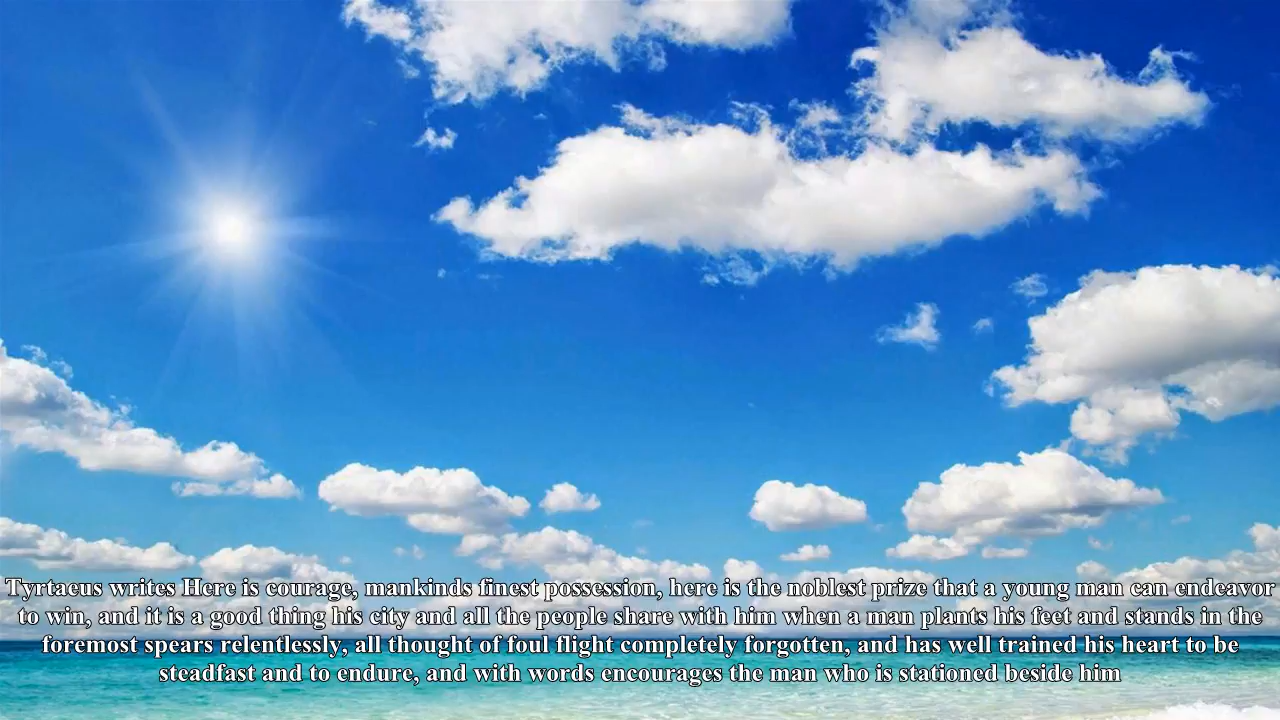 Tyrtaeus writes Here is courage, mankinds finest possession, here is the noblest prize that a young man can endeavor
to win, and it is a good thing his city and all the people share with him when a man plants his feet and stands in the
foremost spears relentlessly, all thought of foul flight completely forgotten, and has well trained his heart to be
steadfast and to endure, and with words encourages the man who is stationed beside him